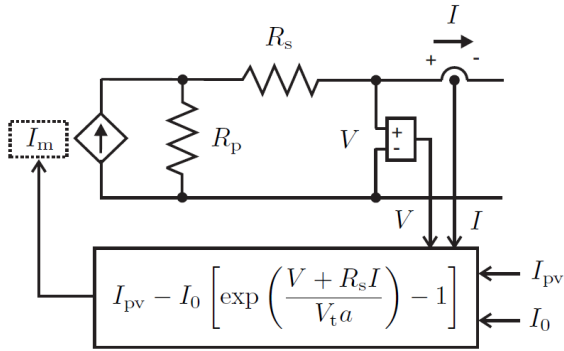 I
R_s
+ -
I_m
R_p
V
+
-
V I
I_pv
I_pv − I_0 [exp((V + R_s I)/(V_t a)) − 1]
I_0